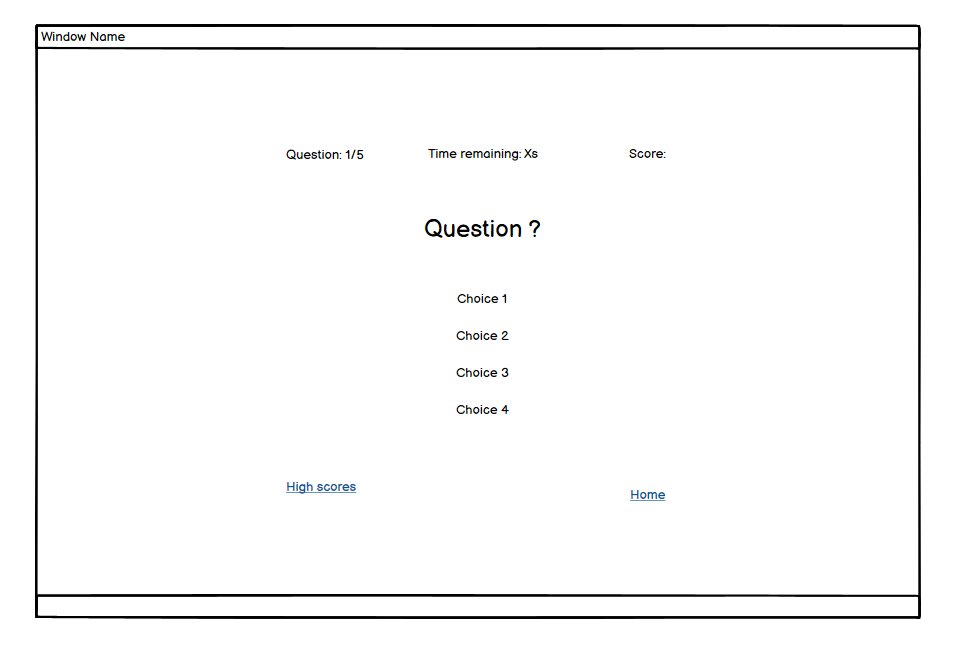 Window Name
Question: 1/5 Time remaining: Xs Score:
Question ?
Choice 1
Choice 2
Choice 3
Choice 4
High scores
Home